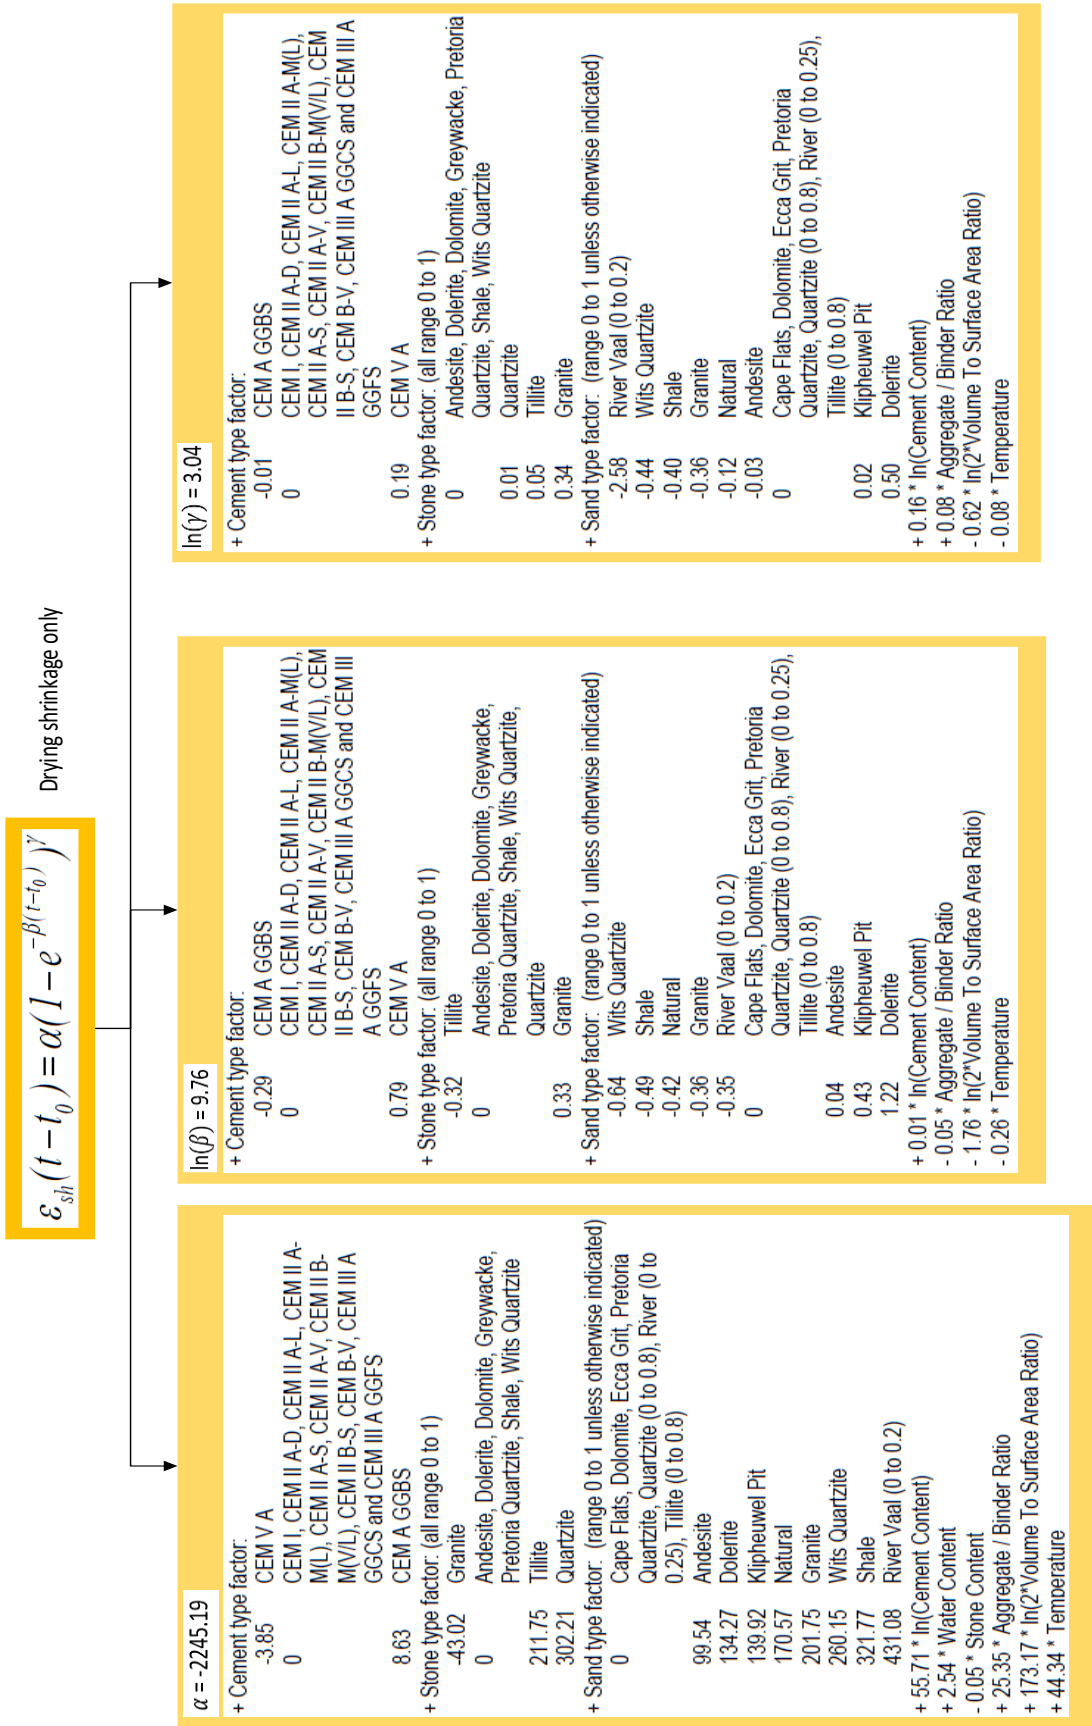 ε_sh(t−t_0)=α(1−e^{−β(t−t_0)})^γ
Drying shrinkage only
α = -2245.19
+ Cement type factor:
-3.85 CEM V A
0 CEM I, CEM II A-D, CEM II A-L, CEM II A-
M(L), CEM II A-S, CEM II A-V, CEM II B-
M(V/L), CEM II B-S, CEM B-V, CEM III A
GGCS and CEM III A GGFS
8.63 CEM A GGBS
+ Stone type factor: (all range 0 to 1)
-43.02 Granite
0 Andesite, Dolerite, Dolomite, Greywacke,
Pretoria Quartzite, Shale, Wits Quartzite
211.75 Tillite
302.21 Quartzite
+ Sand type factor: (range 0 to 1 unless otherwise indicated)
0 Cape Flats, Dolomite, Ecca Grit, Pretoria
Quartzite, Quartzite (0 to 0.8), River (0 to
0.25), Tillite (0 to 0.8)
99.54 Andesite
134.27 Dolerite
139.92 Klipheuwel Pit
170.57 Natural
201.75 Granite
260.15 Wits Quartzite
321.77 Shale
431.08 River Vaal (0 to 0.2)
+ 55.71 * ln(Cement Content)
+ 2.54 * Water Content
- 0.05 * Stone Content
+ 25.35 * Aggregate / Binder Ratio
+ 173.17 * ln(2*Volume To Surface Area Ratio)
+ 44.34 * Temperature
ln(β) = 9.76
+ Cement type factor:
-0.29 CEM A GGBS
0 CEM I, CEM II A-D, CEM II A-L, CEM II A-M(L),
CEM II A-S, CEM II A-V, CEM II B-M(V/L), CEM
II B-S, CEM B-V, CEM III A GGCS and CEM III
A GGFS
0.79 CEM V A
+ Stone type factor: (all range 0 to 1)
-0.32 Tillite
0 Andesite, Dolerite, Dolomite, Greywacke,
Pretoria Quartzite, Shale, Wits Quartzite,
Quartzite
0.33 Granite
+ Sand type factor: (range 0 to 1 unless otherwise indicated)
-0.64 Wits Quartzite
-0.49 Shale
-0.42 Natural
-0.36 Granite
-0.35 River Vaal (0 to 0.2)
0 Cape Flats, Dolomite, Ecca Grit, Pretoria
Quartzite, Quartzite (0 to 0.8), River (0 to 0.25),
Tillite (0 to 0.8)
0.04 Andesite
0.43 Klipheuwel Pit
1.22 Dolerite
+ 0.01 * ln(Cement Content)
- 0.05 * Aggregate / Binder Ratio
- 1.76 * ln(2*Volume To Surface Area Ratio)
- 0.26 * Temperature
ln(γ) = 3.04
+ Cement type factor:
-0.01 CEM A GGBS
0 CEM I, CEM II A-D, CEM II A-L, CEM II A-M(L),
CEM II A-S, CEM II A-V, CEM II B-M(V/L), CEM
II B-S, CEM B-V, CEM III A GGCS and CEM III A
GGFS
0.19 CEM V A
+ Stone type factor: (all range 0 to 1)
0 Andesite, Dolerite, Dolomite, Greywacke, Pretoria
Quartzite, Shale, Wits Quartzite
0.01 Quartzite
0.05 Tillite
0.34 Granite
+ Sand type factor: (range 0 to 1 unless otherwise indicated)
-2.58 River Vaal (0 to 0.2)
-0.44 Wits Quartzite
-0.40 Shale
-0.36 Granite
-0.12 Natural
-0.03 Andesite
0 Cape Flats, Dolomite, Ecca Grit, Pretoria
Quartzite, Quartzite (0 to 0.8), River (0 to 0.25),
Tillite (0 to 0.8)
0.02 Klipheuwel Pit
0.50 Dolerite
+ 0.16 * ln(Cement Content)
+ 0.08 * Aggregate / Binder Ratio
- 0.62 * ln(2*Volume To Surface Area Ratio)
- 0.08 * Temperature